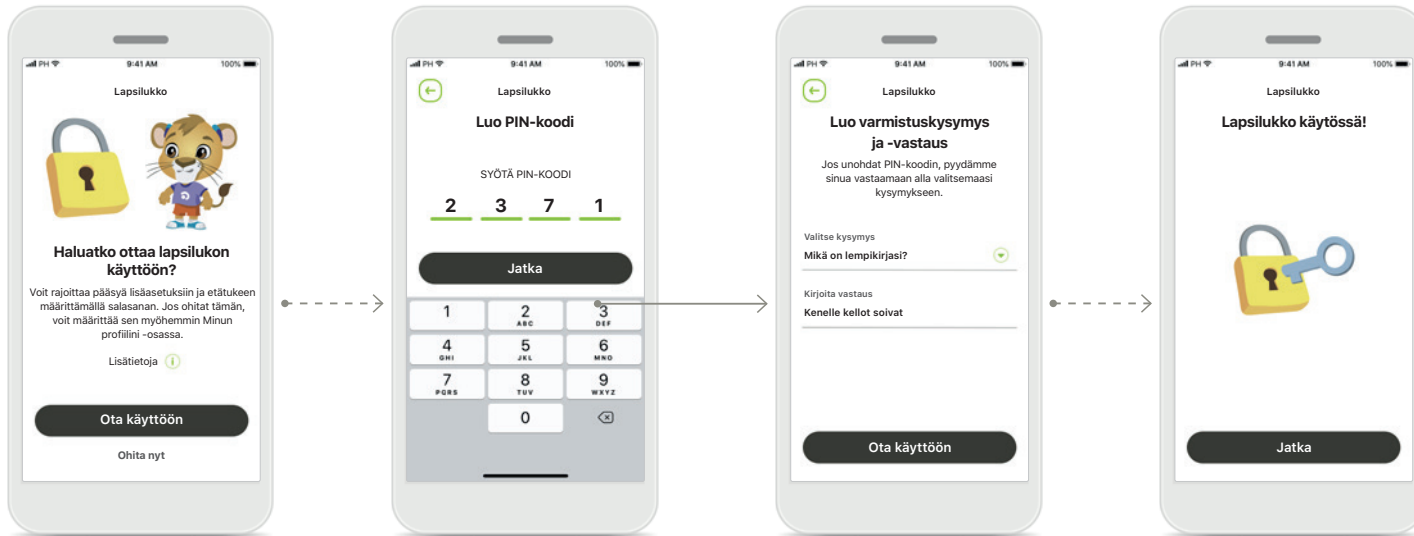 PH 9:41 AM 100%
Lapsilukko
Haluatko ottaa lapsilukon
käyttöön?
Voit rajoittaa pääsyä lisäasetuksiin ja etätukeen
määrittämällä salasanan. Jos ohitat tämän,
voit määrittää sen myöhemmin Minun
profiilini -osassa.
Lisätietoja i
Ota käyttöön
Ohita nyt
PH 9:41 AM 100%
Lapsilukko
Luo PIN-koodi
SYÖTÄ PIN-KOODI
2 3 7 1
Jatka
1 2 3
ABC DEF
4 5 6
GHI JKL MNO
7 8 9
PQRS TUV WXYZ
0
PH 9:41 AM 100%
Lapsilukko
Luo varmistuskysymys
ja -vastaus
Jos unohdat PIN-koodin, pyydämme
sinua vastaamaan alla valitsemaasi
kysymykseen.
Valitse kysymys
Mikä on lempikirjasi?
Kirjoita vastaus
Kenelle kellot soivat
Ota käyttöön
PH 9:41 AM 100%
Lapsilukko
Lapsilukko käytössä!
Jatka